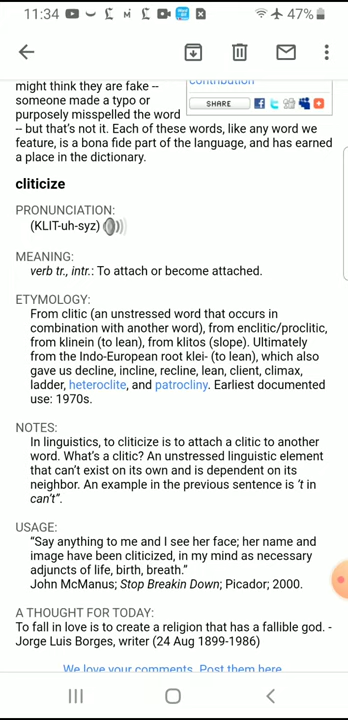 11:34
47%
might think they are fake --
contribution
someone made a typo or
SHARE
purposely misspelled the word
-- but that's not it. Each of these words, like any word we
feature, is a bona fide part of the language, and has earned
a place in the dictionary.
cliticize
PRONUNCIATION:
(KLIT-uh-syz)
MEANING:
verb tr., intr.: To attach or become attached.
ETYMOLOGY:
From clitic (an unstressed word that occurs in
combination with another word), from enclitic/proclitic,
from klinein (to lean), from klitos (slope). Ultimately
from the Indo-European root klei- (to lean), which also
gave us decline, incline, recline, lean, client, climax,
ladder, heteroclite, and patrocliny. Earliest documented
use: 1970s.
NOTES:
In linguistics, to cliticize is to attach a clitic to another
word. What's a clitic? An unstressed linguistic element
that can't exist on its own and is dependent on its
neighbor. An example in the previous sentence is 't in
can't".
USAGE:
"Say anything to me and I see her face; her name and
image have been cliticized, in my mind as necessary
adjuncts of life, birth, breath."
John McManus; Stop Breakin Down; Picador; 2000.
A THOUGHT FOR TODAY:
To fall in love is to create a religion that has a fallible god. -
Jorge Luis Borges, writer (24 Aug 1899-1986)
We love your comments. Post them here